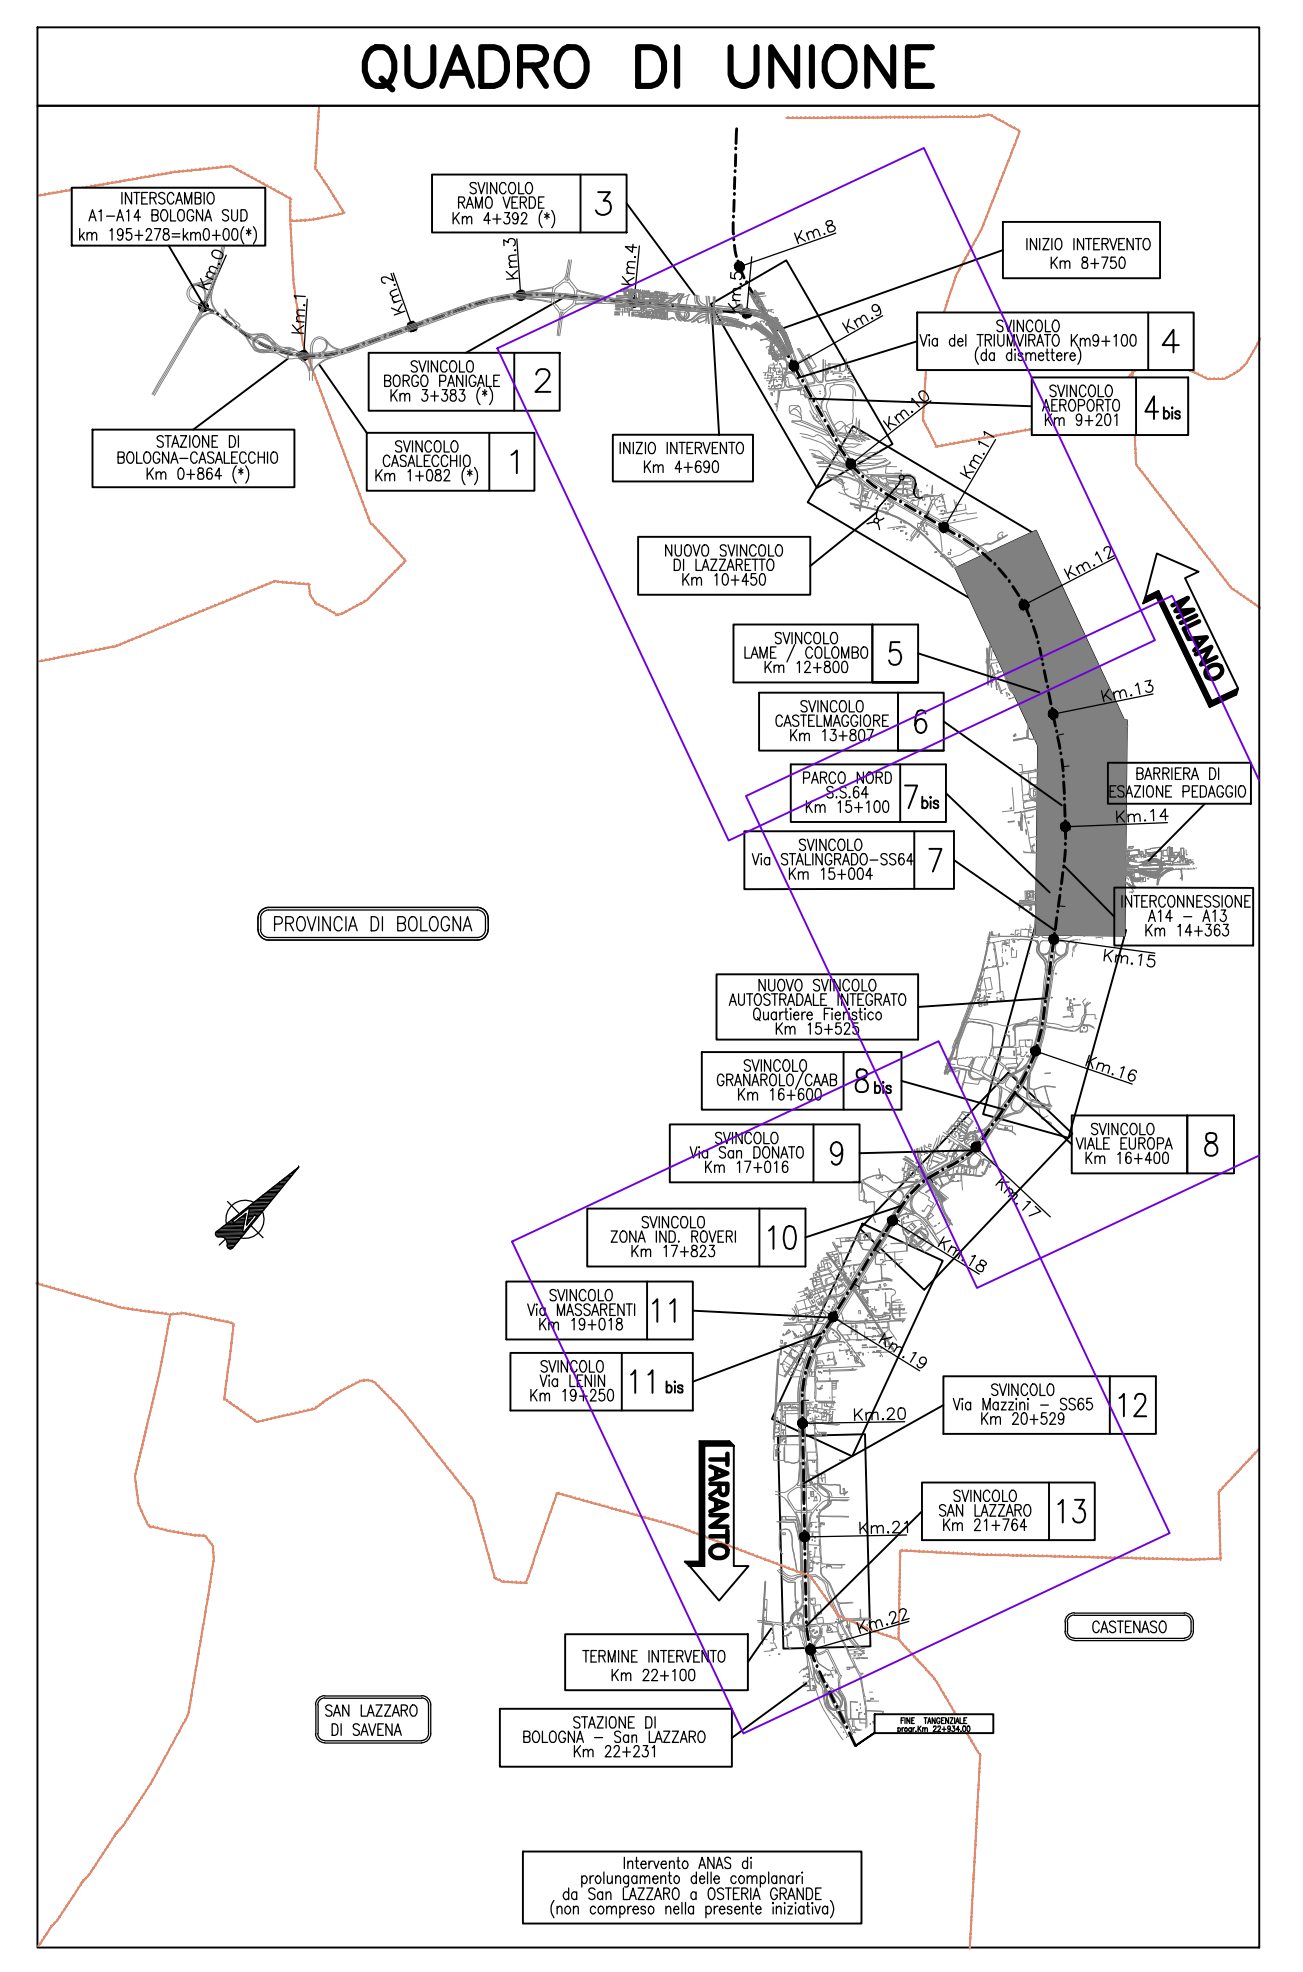 QUADRO DI UNIONE
INTERSCAMBIO
A1-A14 BOLOGNA SUD
km 195+278=km0+00(*)
SVINCOLO
RAMO VERDE
Km 4+392 (*)
3
Km.0
Km.1
Km.2
Km.3
Km.4
Km.5
Km.8
INIZIO INTERVENTO
Km 8+750
Km.9
SVINCOLO
Via del TRIUMVIRATO Km9+100
(da dismettere)
4
SVINCOLO
BORGO PANIGALE
Km 3+383 (*)
2
SVINCOLO
AEROPORTO
Km 9+201
4 bis
Km.10
STAZIONE DI
BOLOGNA-CASALECCHIO
Km 0+864 (*)
SVINCOLO
CASALECCHIO
Km 1+082 (*)
1
INIZIO INTERVENTO
Km 4+690
Km.11
NUOVO SVINCOLO
DI LAZZARETTO
Km 10+450
Km.12
MILANO
SVINCOLO
LAME / COLOMBO
Km 12+800
5
Km.13
SVINCOLO
CASTELMAGGIORE
Km 13+807
6
PARCO NORD
S.S.64
Km 15+100
7 bis
BARRIERA DI
ESAZIONE PEDAGGIO
Km.14
SVINCOLO
Via STALINGRADO-SS64
Km 15+004
7
INTERCONNESSIONE
A14 - A13
Km 14+363
PROVINCIA DI BOLOGNA
Km.15
NUOVO SVINCOLO
AUTOSTRADALE INTEGRATO
Quartiere Fieristico
Km 15+525
Km.16
SVINCOLO
GRANAROLO/CAAB
Km 16+600
8 bis
SVINCOLO
VIALE EUROPA
Km 16+400
8
SVINCOLO
Via San DONATO
Km 17+016
9
Km.17
SVINCOLO
ZONA IND. ROVERI
Km 17+823
10
Km.18
SVINCOLO
Via MASSARENTI
Km 19+018
11
Km.19
SVINCOLO
Via LENIN
Km 19+250
11 bis
Km.20
SVINCOLO
Via Mazzini - SS65
Km 20+529
12
TARANTO
SVINCOLO
SAN LAZZARO
Km 21+764
13
Km.21
Km.22
CASTENASO
TERMINE INTERVENTO
Km 22+100
SAN LAZZARO
DI SAVENA
STAZIONE DI
BOLOGNA - San LAZZARO
Km 22+231
FINE TANGENZIALE
progr.Km 22+934.00
Intervento ANAS di
prolungamento delle complanari
da San LAZZARO a OSTERIA GRANDE
(non compreso nella presente iniziativa)